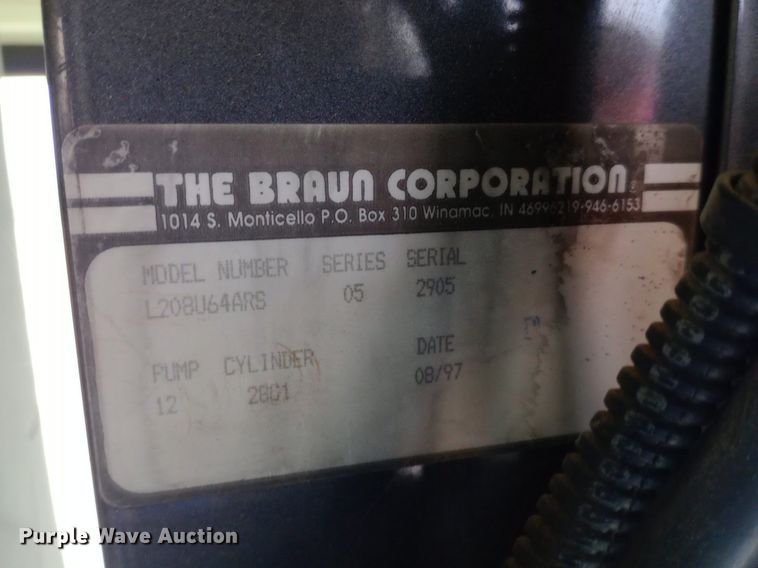 THE BRAUN CORPORATION®
1014 S. Monticello P.O. Box 310 Winamac, IN 46996 219-946-6153
MODEL NUMBER SERIES SERIAL
L208U64ARS 05 2905
PUMP CYLINDER DATE
12 28C1 08/97
Purple Wave Auction®